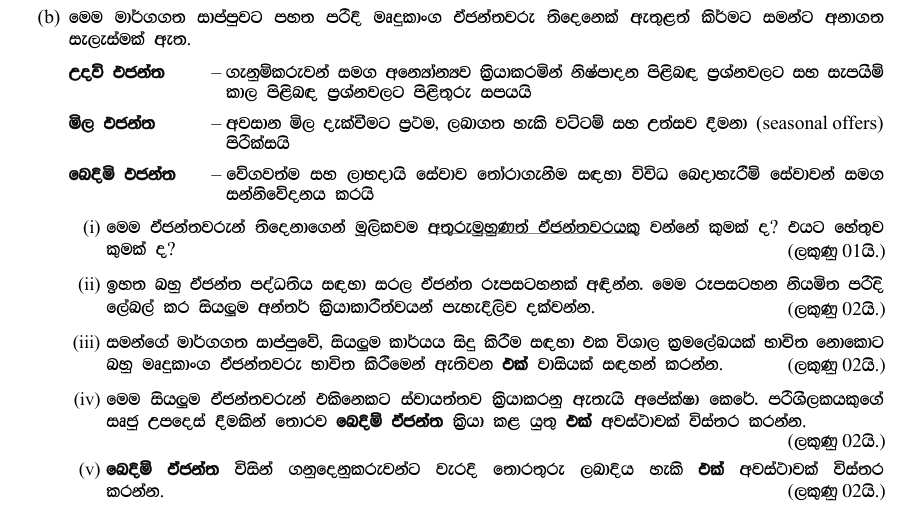 (b) මෙම මාර්ගගත සාප්පුවට පහත පරිදි මෘදුකාංග ඒජන්තවරු තිදෙනෙක් ඇතුළත් කිර්මට සමන්ට අනාගත
සැලැස්මක් ඇත.
උදව් ඒජන්ත – ගැනුම්කරුවන් සමග අන්‍යෝන්‍යව ක්‍රියාකරමින් නිෂ්පාදන පිළිබඳ ප්‍රශ්නවලට සහ සැපයීම්
කාල පිළිබඳ ප්‍රශ්නවලට පිළිතුරු සපයයි
මිල ඒජන්ත – අවසාන මිල දැක්වීමට ප්‍රථම, ලබාගත හැකි වට්ටම් සහ උත්සව දීමනා (seasonal offers)
පිරික්සයි
බෙදීම් ඒජන්ත – වේගවත්ම සහ ලාභදායි සේවාව තෝරාගැනීම සඳහා විවිධ බෙදාහැරීම් සේවාවන් සමග
සන්නිවේදනය කරයි
(i) මෙම ඒජන්තවරුන් තිදෙනාගෙන් මූලිකවම අතුරුමුහුණත් ඒජන්තවරයකු වන්නේ කුමක් ද? එයට හේතුව
කුමක් ද? (ලකුණු 01යි.)
(ii) ඉහත බහු ඒජන්ත පද්ධතිය සඳහා සරල ඒජන්ත රූපසටහනක් අඳින්න. මෙම රූපසටහන නියමිත පරිදි
ලේබල් කර සියලුම අන්තර් ක්‍රියාකාරීත්වයන් පැහැදිලිව දක්වන්න. (ලකුණු 02යි.)
(iii) සමන්ගේ මාර්ගගත සාප්පුවේ, සියලුම කාර්යය සිදු කිරීම සඳහා එක විශාල ක්‍රමලේඛයක් භාවිත නොකොට
බහු මෘදුකාංග ඒජන්තවරු භාවිත කිරීමෙන් ඇතිවන එක් වාසියක් සඳහන් කරන්න. (ලකුණු 02යි.)
(iv) මෙම සියලුම ඒජන්තවරුන් එකිනෙකට ස්වායත්තව ක්‍රියාකරනු ඇතැයි අපේක්ෂා කෙරේ. පරිශීලකයකුගේ
සෘජු උපදෙස් දීමකින් තොරව බෙදීම් ඒජන්ත ක්‍රියා කළ යුතු එක් අවස්ථාවක් විස්තර කරන්න.
(ලකුණු 02යි.)
(v) බෙදීම් ඒජන්ත විසින් ගනුදෙනුකරුවන්ට වැරදි තොරතුරු ලබාදිය හැකි එක් අවස්ථාවක් විස්තර
කරන්න. (ලකුණු 02යි.)